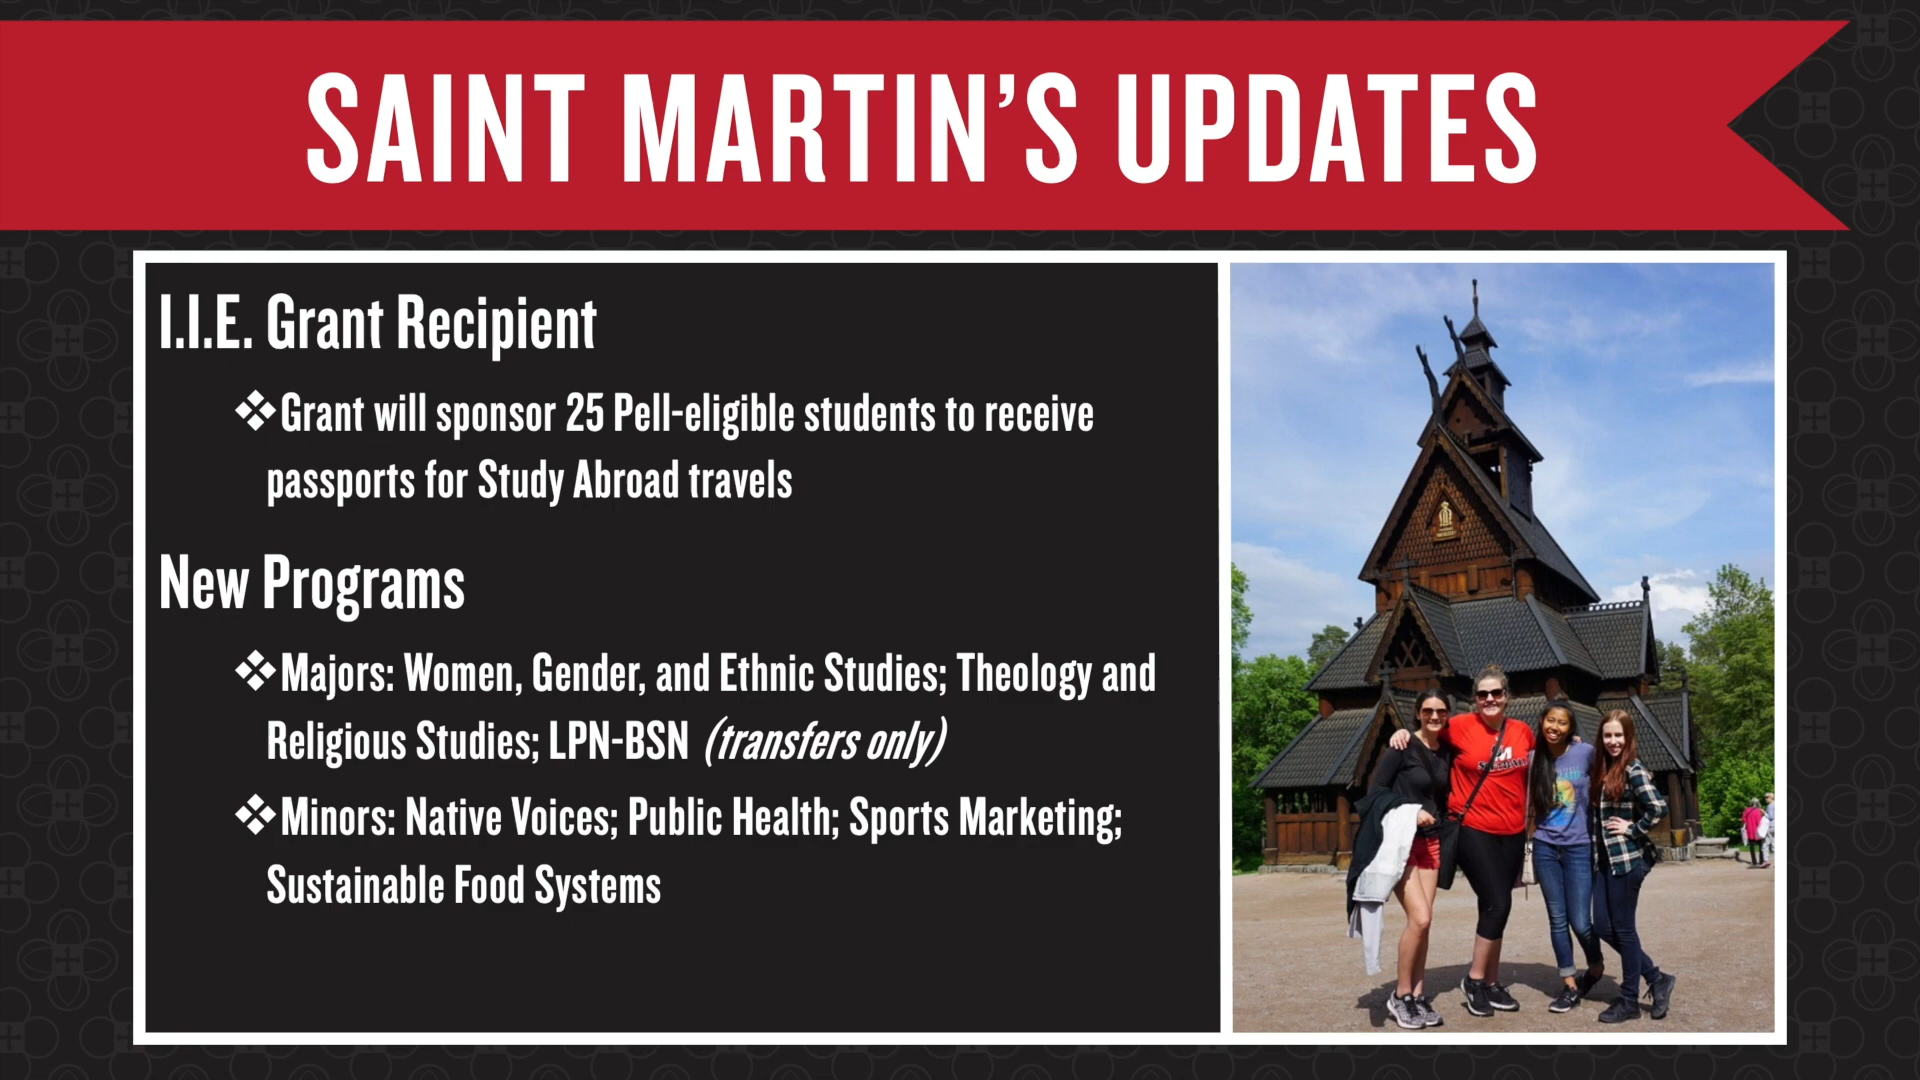 SAINT MARTIN’S UPDATES
I.I.E. Grant Recipient
❖Grant will sponsor 25 Pell-eligible students to receive
passports for Study Abroad travels
New Programs
❖Majors: Women, Gender, and Ethnic Studies; Theology and
Religious Studies; LPN-BSN (transfers only)
❖Minors: Native Voices; Public Health; Sports Marketing;
Sustainable Food Systems